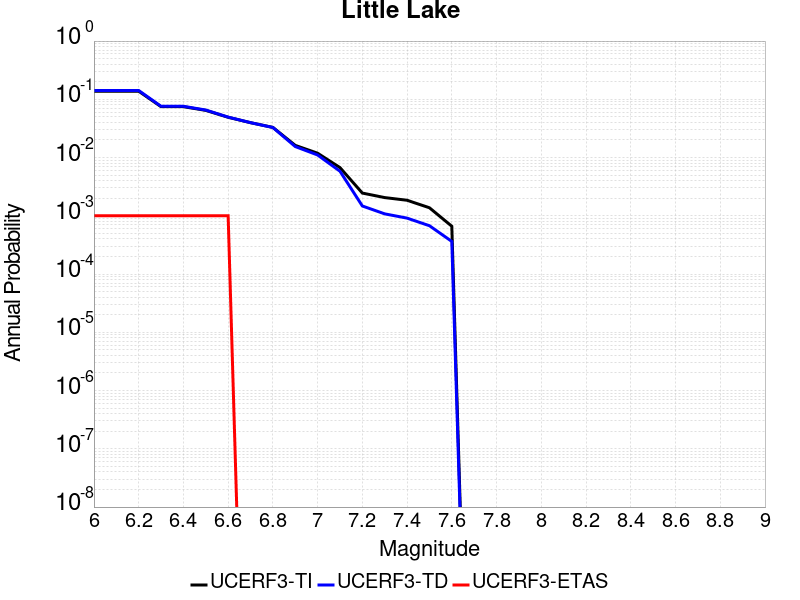 Little Lake
10^0
10^-1
10^-2
10^-3
10^-4
10^-5
10^-6
10^-7
10^-8
Annual Probability
6 6.2 6.4 6.6 6.8 7 7.2 7.4 7.6 7.8 8 8.2 8.4 8.6 8.8 9
Magnitude
UCERF3-TI UCERF3-TD UCERF3-ETAS